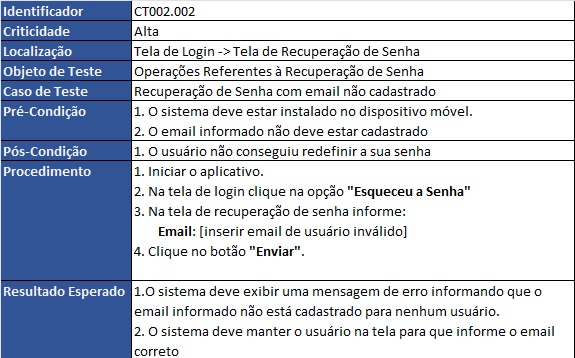 Identificador CT002.002
Criticidade Alta
Localização Tela de Login -> Tela de Recuperação de Senha
Objeto de Teste Operações Referentes à Recuperação de Senha
Caso de Teste Recuperação de Senha com email não cadastrado
Pré-Condição 1. O sistema deve estar instalado no dispositivo móvel.
2. O email informado não deve estar cadastrado
Pós-Condição 1. O usuário não conseguiu redefinir a sua senha
Procedimento 1. Iniciar o aplicativo.
2. Na tela de login clique na opção "Esqueceu a Senha"
3. Na tela de recuperação de senha informe:
Email: [inserir email de usuário inválido]
4. Clique no botão "Enviar".
Resultado Esperado 1.O sistema deve exibir uma mensagem de erro informando que o
email informado não está cadastrado para nenhum usuário.
2. O sistema deve manter o usuário na tela para que informe o email
correto